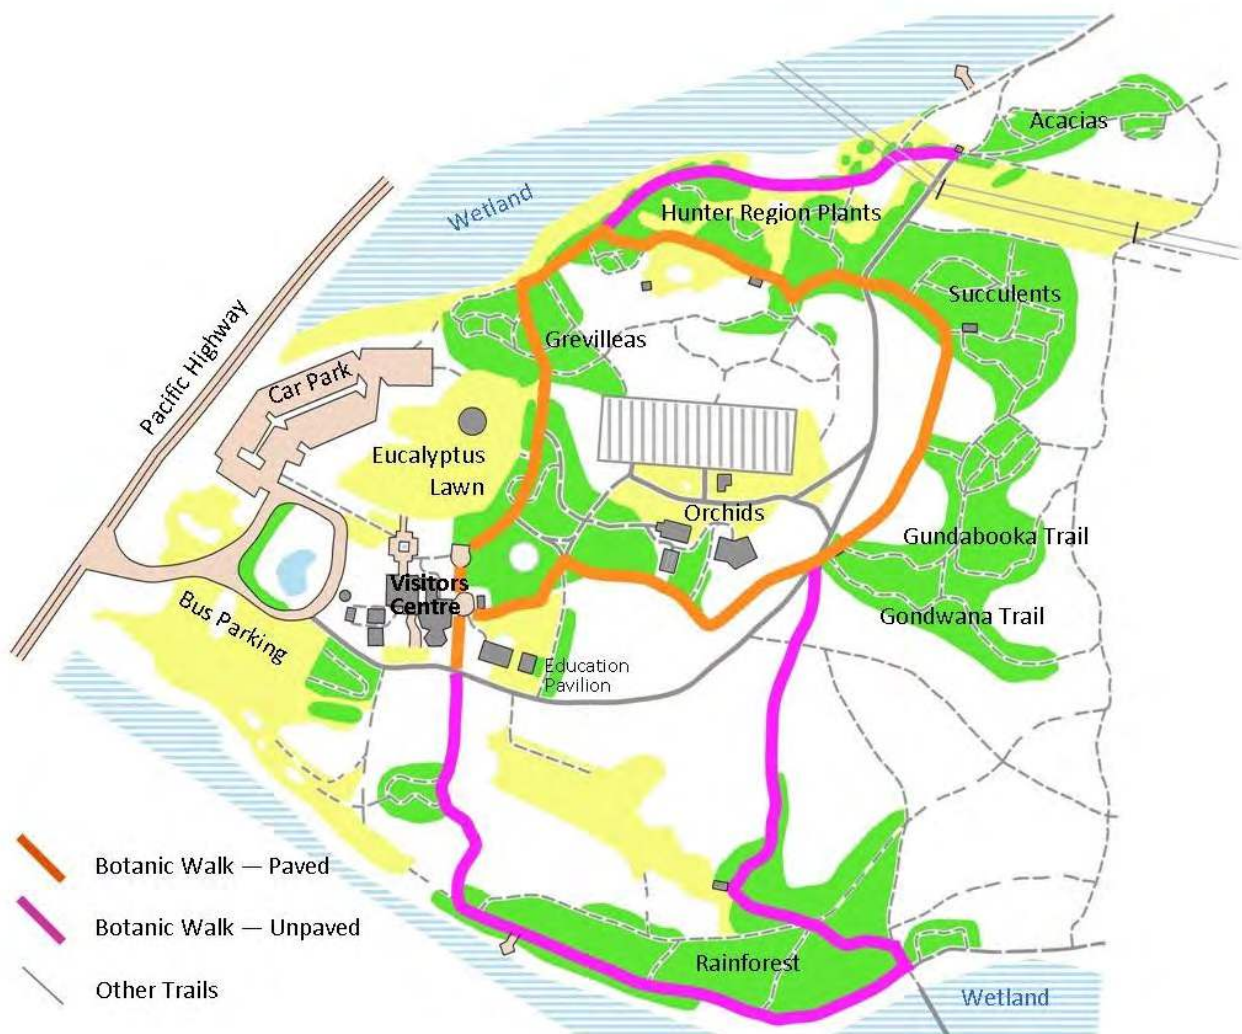 Acacias
Wetland
Hunter Region Plants
Succulents
Pacific Highway
Grevilleas
Car Park
Eucalyptus
Lawn
Orchids
Gundabooka Trail
Visitors
Centre
Bus Parking
Gondwana Trail
Education
Pavilion
Botanic Walk — Paved
Botanic Walk — Unpaved
Rainforest
Other Trails
Wetland